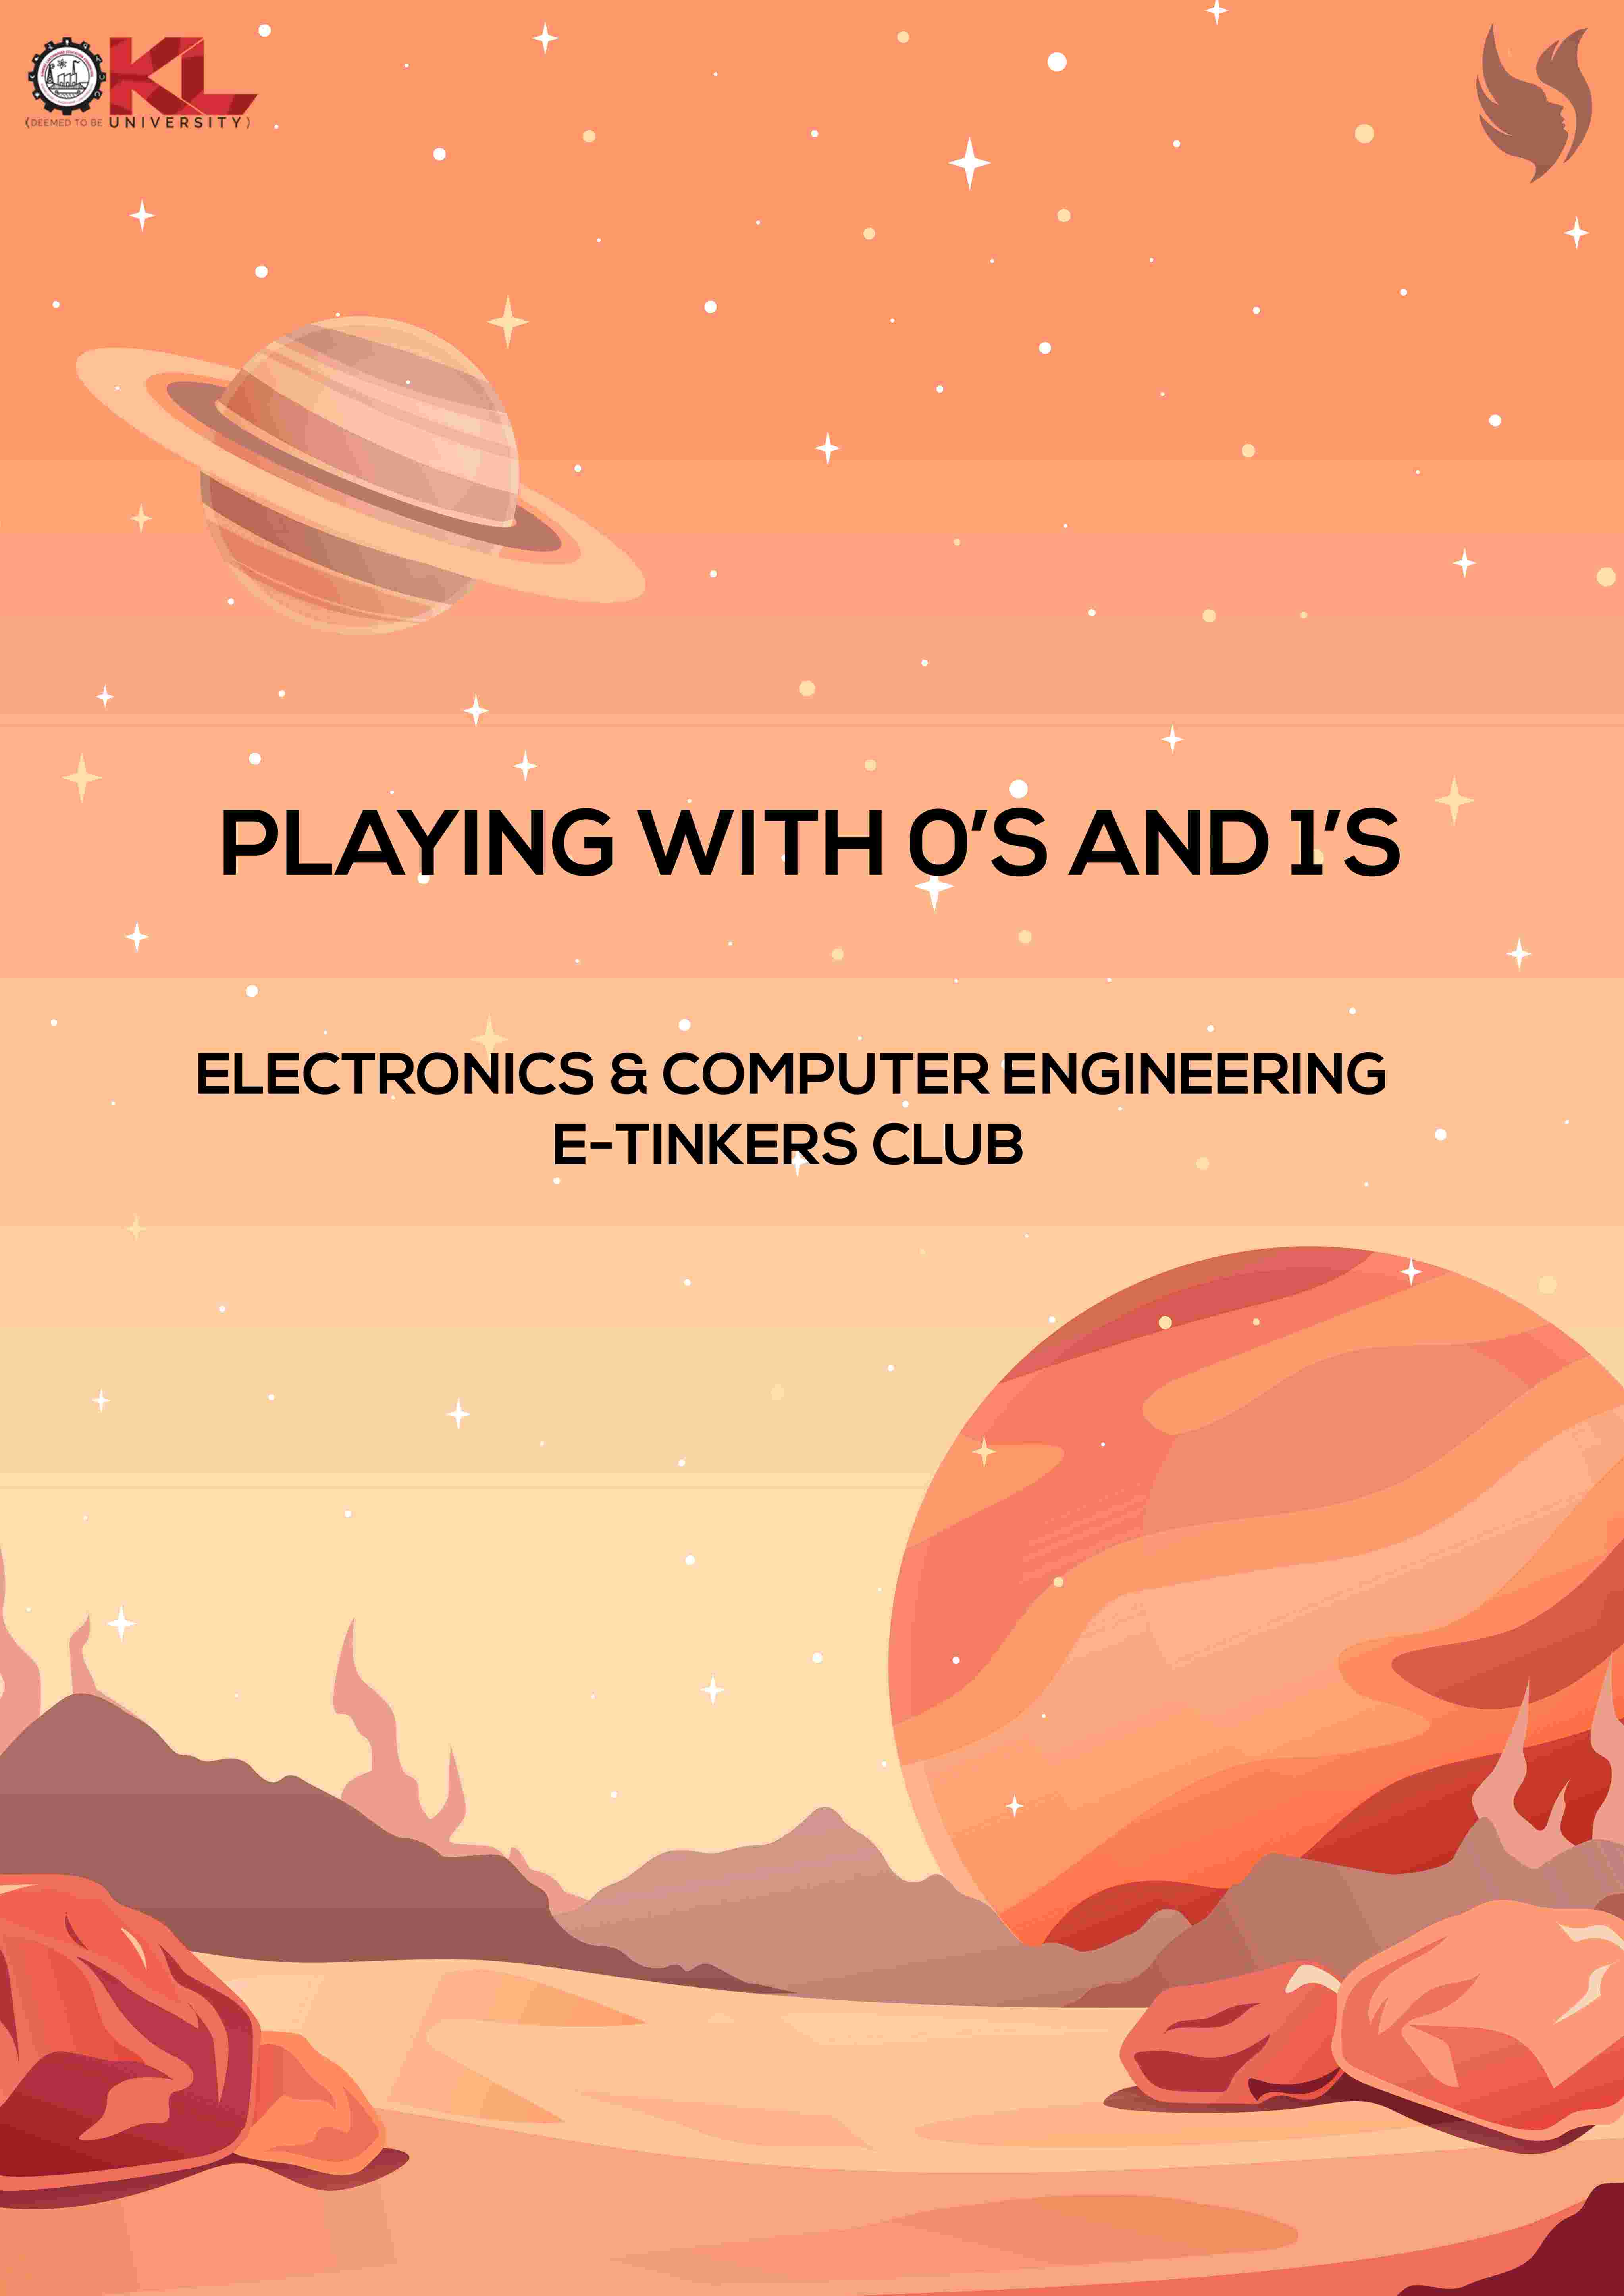 KL
(DEEMED TO BE UNIVERSITY)
PLAYING WITH 0'S AND 1'S
ELECTRONICS & COMPUTER ENGINEERING
E-TINKERS CLUB